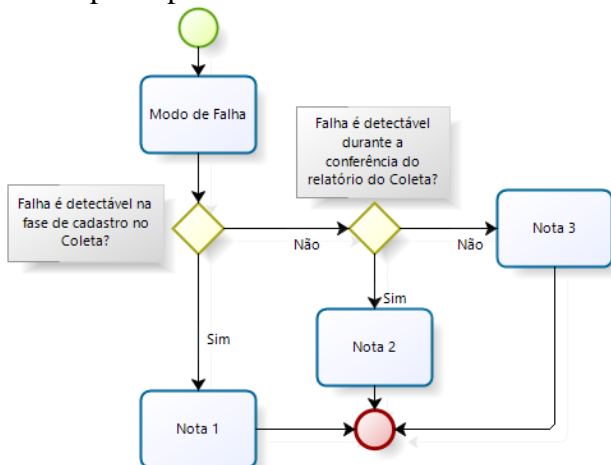 Modo de Falha
Falha é detectável
durante a
conferência do
relatório do Coleta?
Falha é detectável na
fase de cadastro no
Coleta?
Não
Não
Nota 3
Sim
Sim
Nota 2
Nota 1